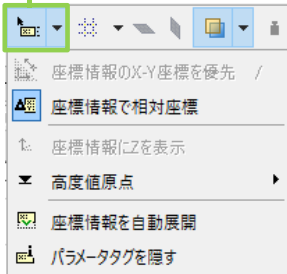 座標情報のX-Y座標を優先 /
座標情報で相対座標
座標情報にZを表示
高度値原点
座標情報を自動展開
パラメータタグを隠す